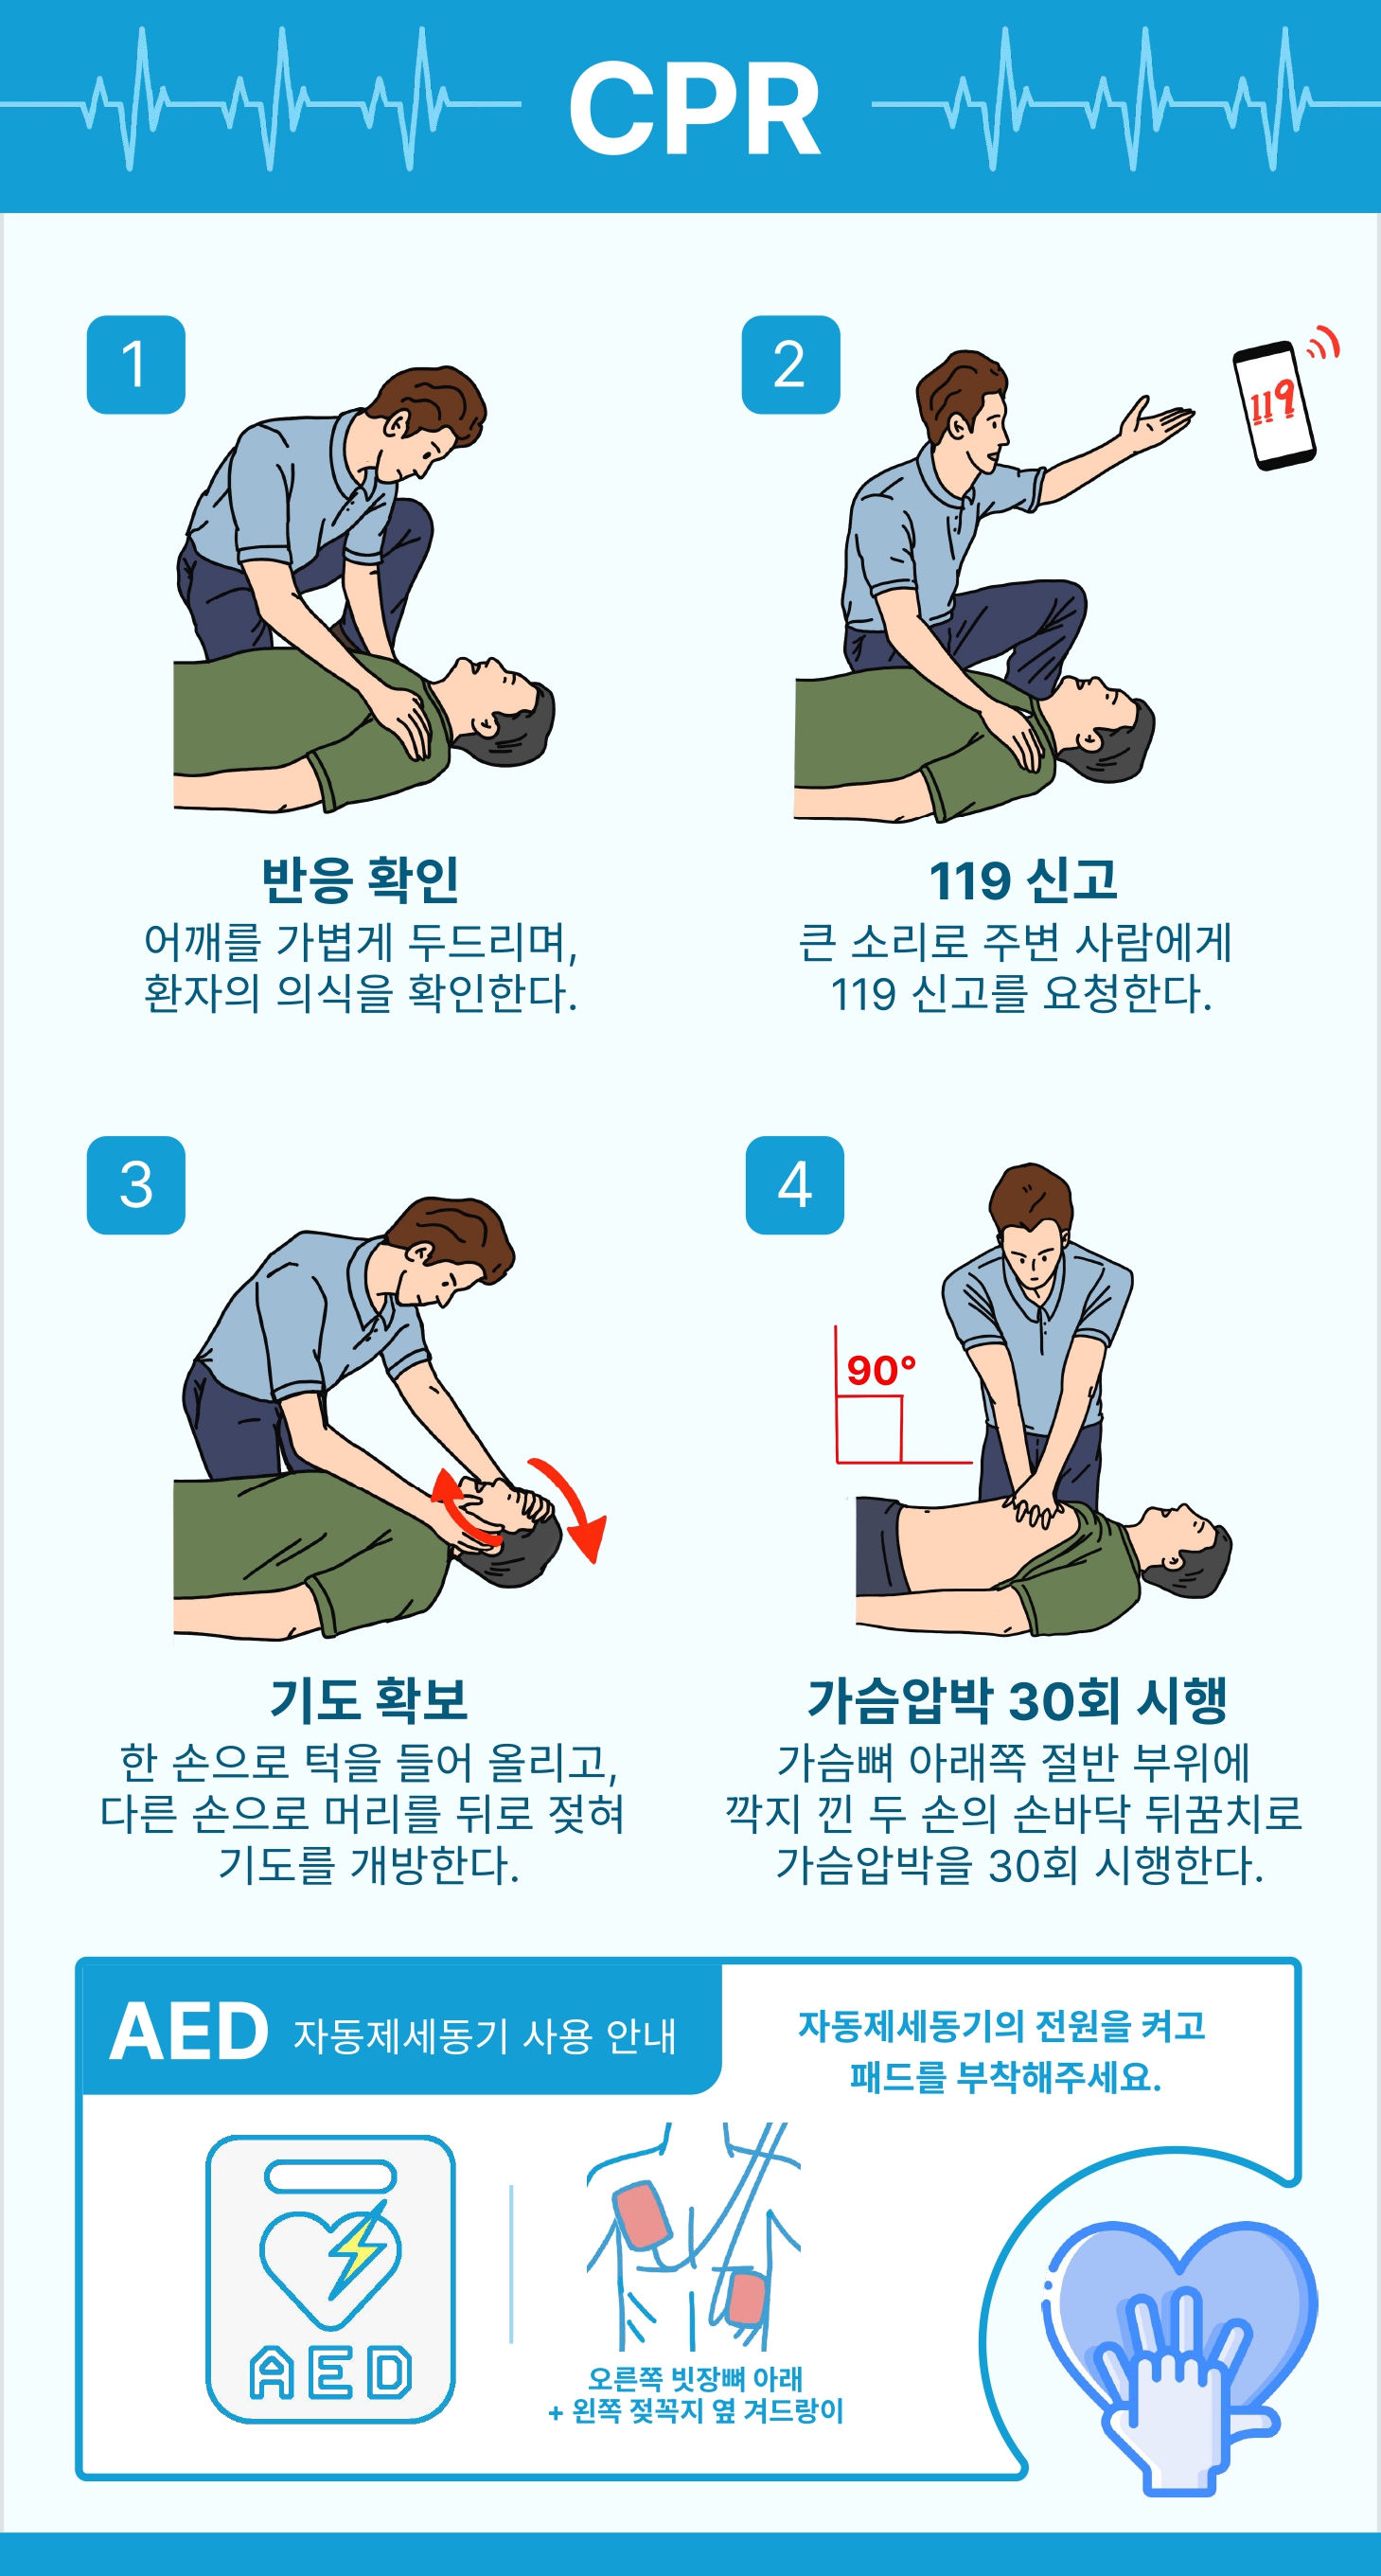 CPR
1
반응 확인
어깨를 가볍게 두드리며,
환자의 의식을 확인한다.
2
119
119 신고
큰 소리로 주변 사람에게
119 신고를 요청한다.
3
기도 확보
한 손으로 턱을 들어 올리고,
다른 손으로 머리를 뒤로 젖혀
기도를 개방한다.
4
90°
가슴압박 30회 시행
가슴뼈 아래쪽 절반 부위에
깍지 낀 두 손의 손바닥 뒤꿈치로
가슴압박을 30회 시행한다.
AED 자동제세동기 사용 안내
자동제세동기의 전원을 켜고
패드를 부착해주세요.
AED
오른쪽 빗장뼈 아래
+ 왼쪽 젖꼭지 옆 겨드랑이